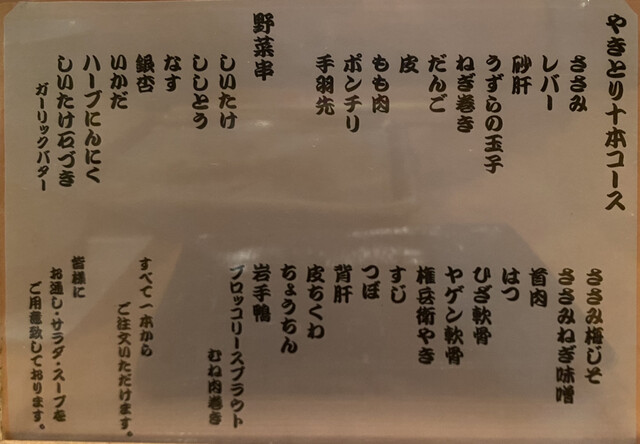 やきとり十本コース
ささみ
レバー
砂肝
うずらの玉子
ねぎ巻き
だんご
皮
もも肉
ポンチリ
手羽先
野菜串
しいたけ
ししとう
なす
銀杏
いかだ
ハーブにんにく
しいたけ石づき
ガーリックバター
ささみ梅じそ
ささみねぎ味噌
首肉
はつ
ひざ軟骨
ヤゲン軟骨
権兵衛やき
すじ
つぼ
背肝
皮ちくわ
ちょうちん
岩手鴨
ブロッコリースプラウト
むね肉巻き
すべて一本から
ご注文いただけます。
皆様に
お通し・サラダ・スープを
ご用意致しております。